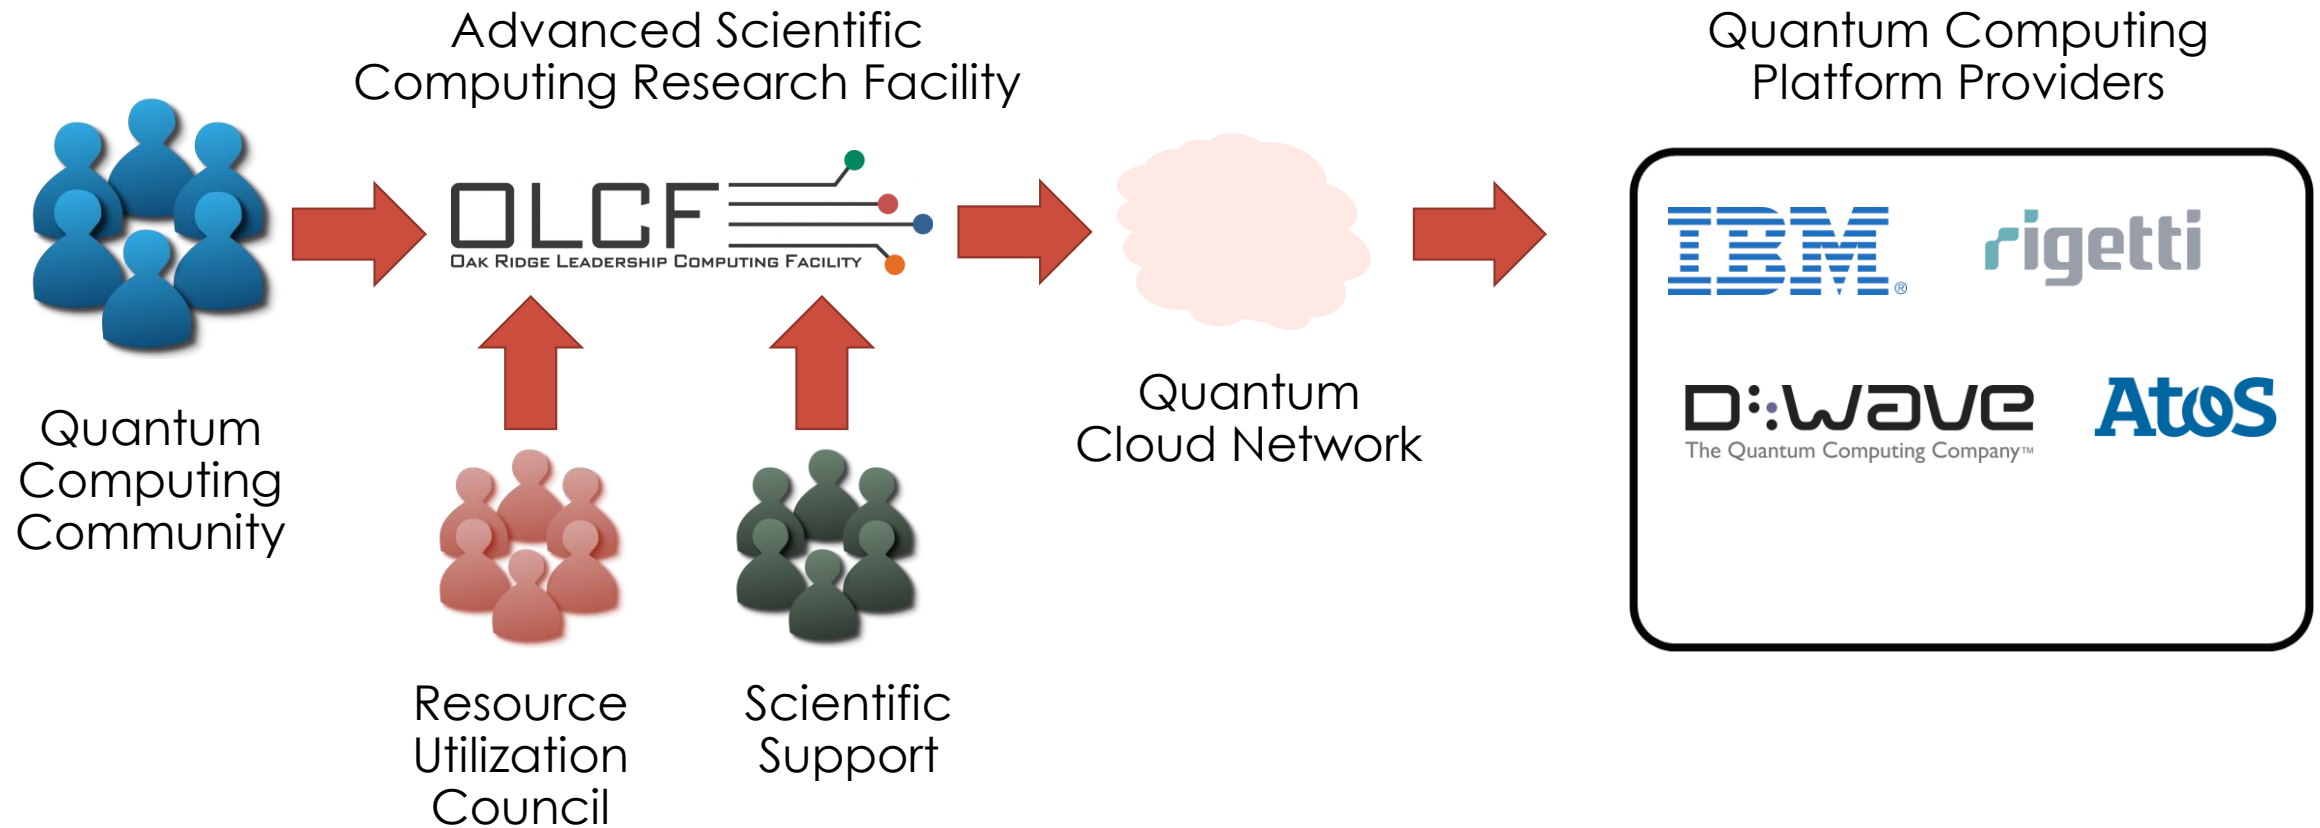 Advanced Scientific
Computing Research Facility
Quantum Computing
Platform Providers
OLCF
OAK RIDGE LEADERSHIP COMPUTING FACILITY
IBM®
rigetti
D:wave
The Quantum Computing Company™
Atos
Quantum
Computing
Community
Quantum
Cloud Network
Resource
Utilization
Council
Scientific
Support